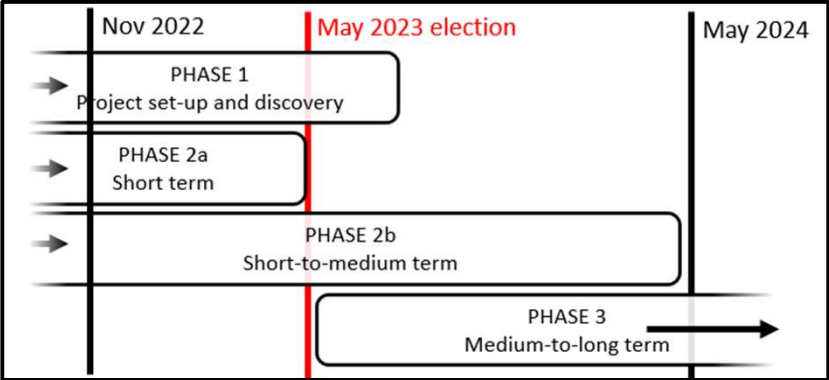 Nov 2022
May 2023 election
May 2024
PHASE 1
Project set-up and discovery
PHASE 2a
Short term
PHASE 2b
Short-to-medium term
PHASE 3
Medium-to-long term